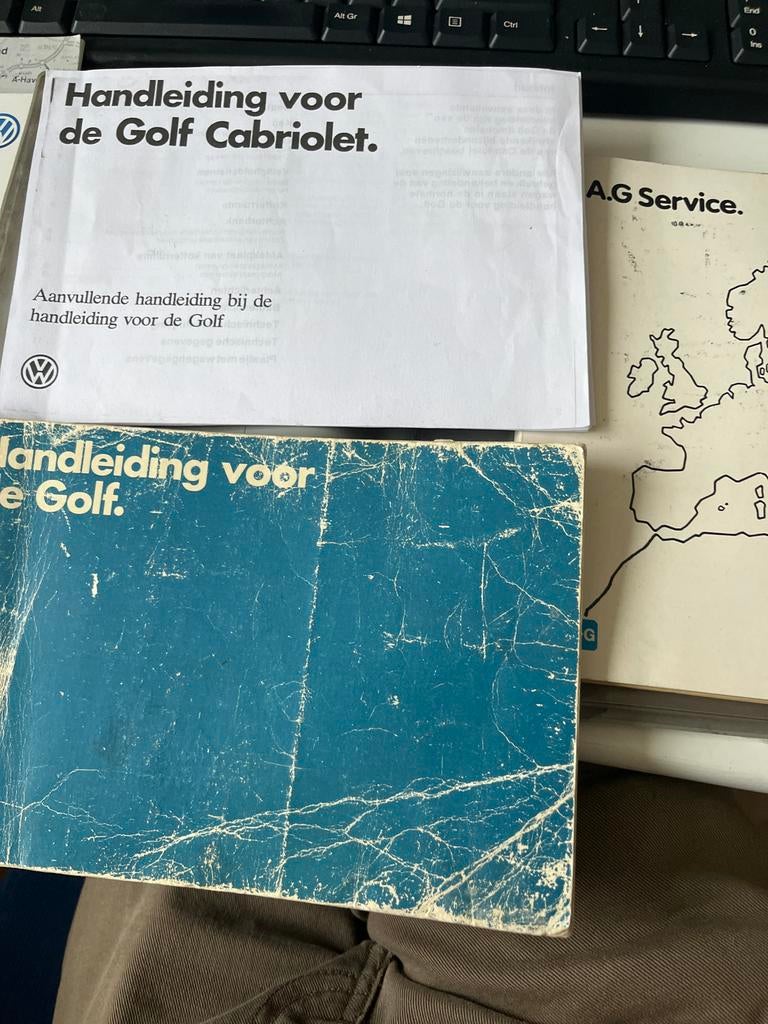 Alt
Alt Gr
Ctrl
End
0
Ins
Handleiding voor
de Golf Cabriolet.
Aanvullende handleiding bij de
handleiding voor de Golf
A.G Service.
G
andleiding voor
e Golf.